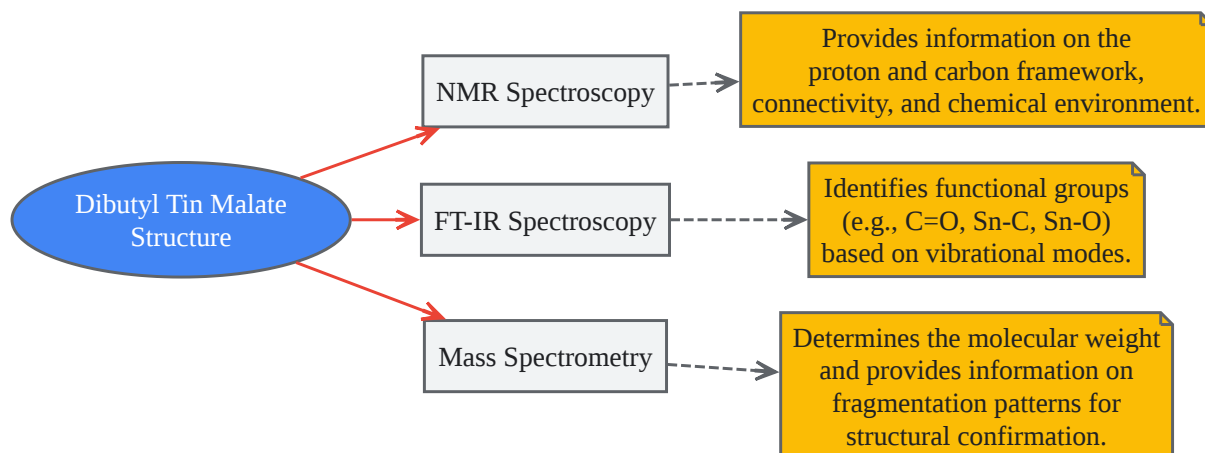 Dibutyl Tin Malate
Structure
NMR Spectroscopy
Provides information on the
proton and carbon framework,
connectivity, and chemical environment.
FT-IR Spectroscopy
Identifies functional groups
(e.g., C=O, Sn-C, Sn-O)
based on vibrational modes.
Mass Spectrometry
Determines the molecular weight
and provides information on
fragmentation patterns for
structural confirmation.